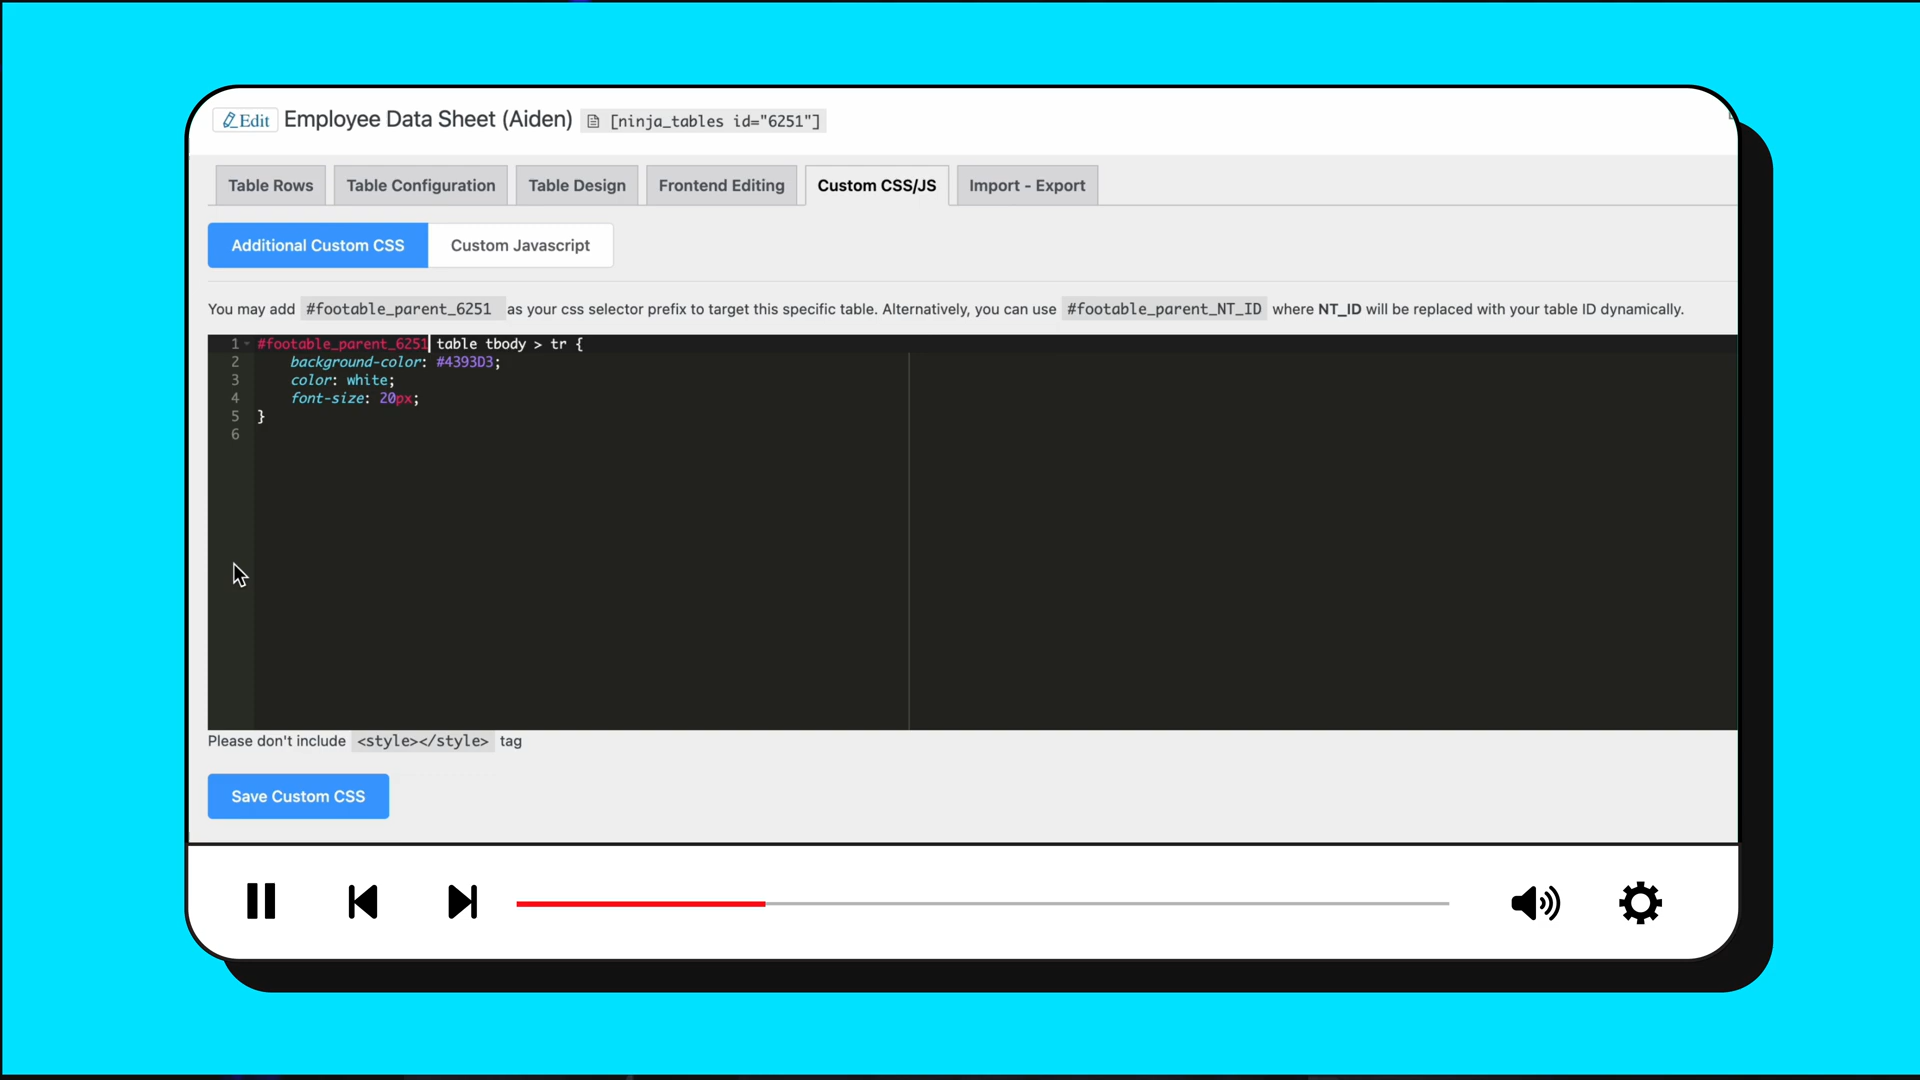 Edit Employee Data Sheet (Aiden) [ninja_tables id="6251"]
Table Rows Table Configuration Table Design Frontend Editing Custom CSS/JS Import - Export
Additional Custom CSS Custom Javascript
You may add #footable_parent_6251 as your css selector prefix to target this specific table. Alternatively, you can use #footable_parent_NT_ID where NT_ID will be replaced with your table ID dynamically.
1 #footable_parent_6251 table tbody > tr {
2 background-color: #4393D3;
3 color: white;
4 font-size: 20px;
5 }
6
Please don't include <style></style> tag
Save Custom CSS